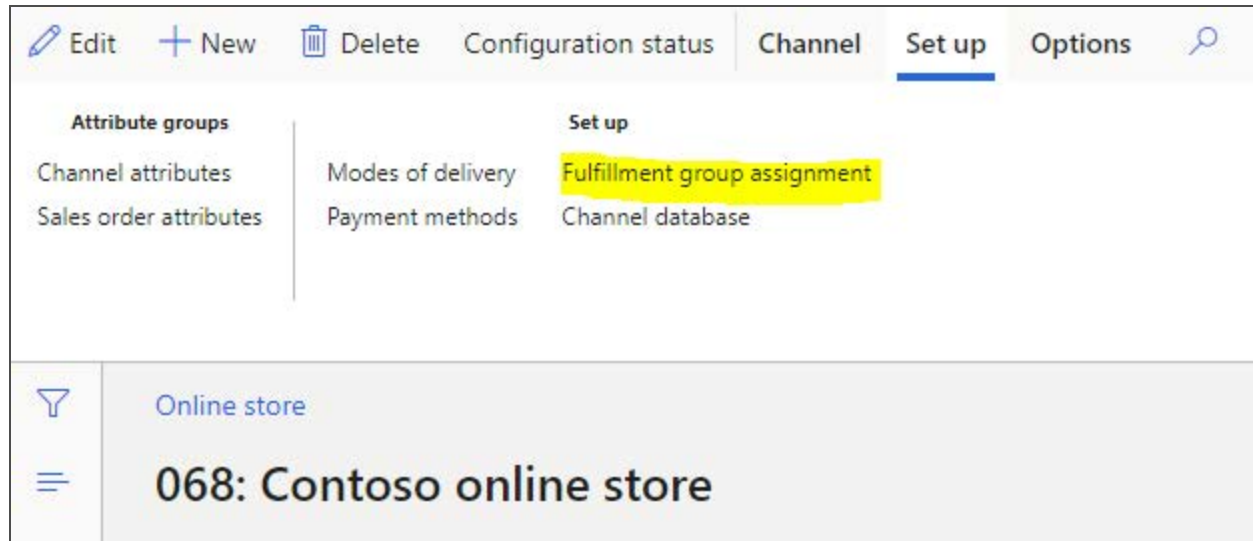 Edit New Delete Configuration status Channel Set up Options
Attribute groups Set up
Channel attributes Modes of delivery Fulfillment group assignment
Sales order attributes Payment methods Channel database
Online store
068: Contoso online store